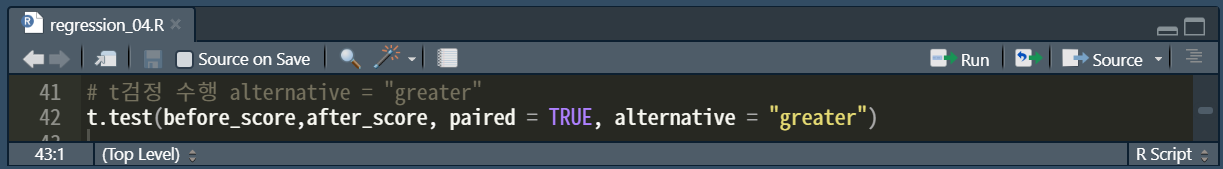 regression_04.R
Source on Save
Run
Source
41 # t검정 수행 alternative = "greater"
42 t.test(before_score,after_score, paired = TRUE, alternative = "greater")
43:1
(Top Level)
R Script